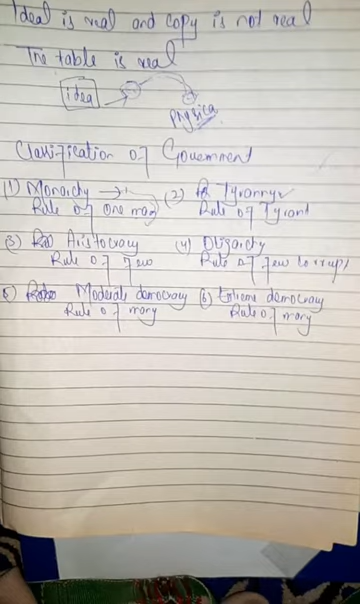 Ideal is real and copy is not real
The table is real
idea
physica
Classification of Government
(1) Monarchy → (2) Tyranny
Rule of one man Rule of Tyrant
(3) Aristocracy (4) Oligarchy
Rule of few Rule of few (corrupt)
5) Moderate democracy (6) Extreme democracy
Rule of many Rule of many